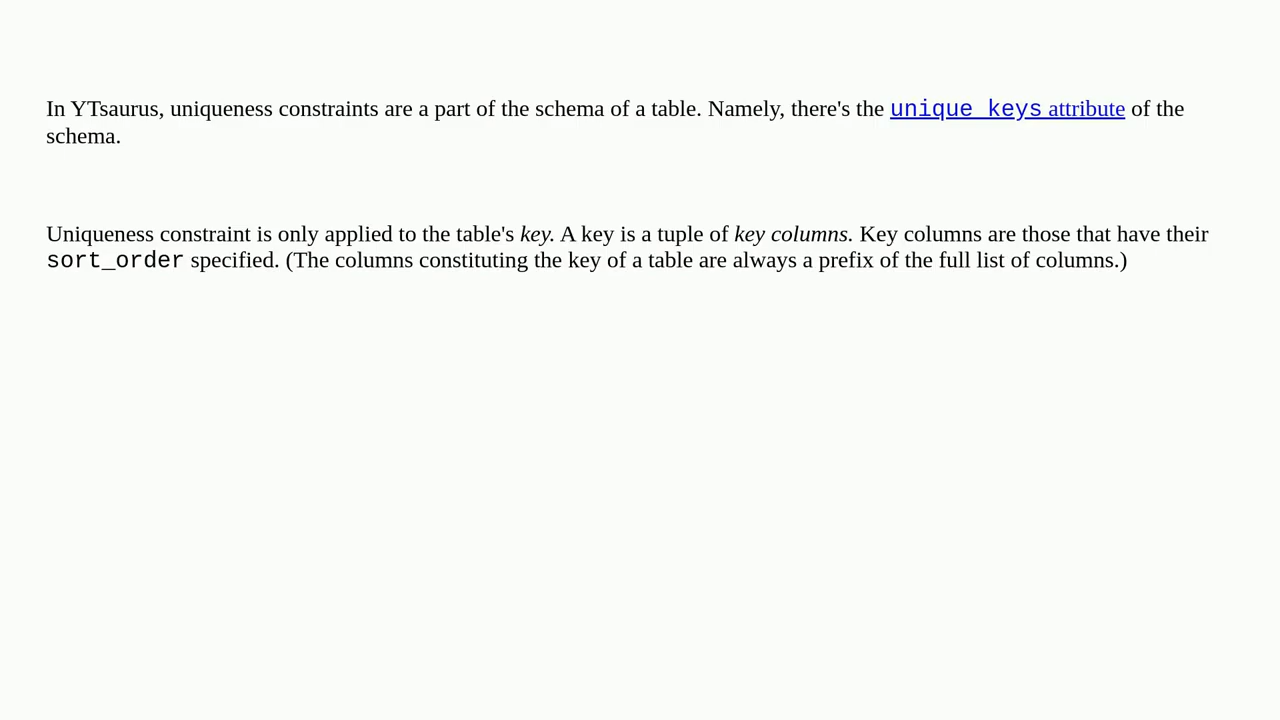 In YTsaurus, uniqueness constraints are a part of the schema of a table. Namely, there's the unique_keys attribute of the
schema.
Uniqueness constraint is only applied to the table's key. A key is a tuple of key columns. Key columns are those that have their
sort_order specified. (The columns constituting the key of a table are always a prefix of the full list of columns.)